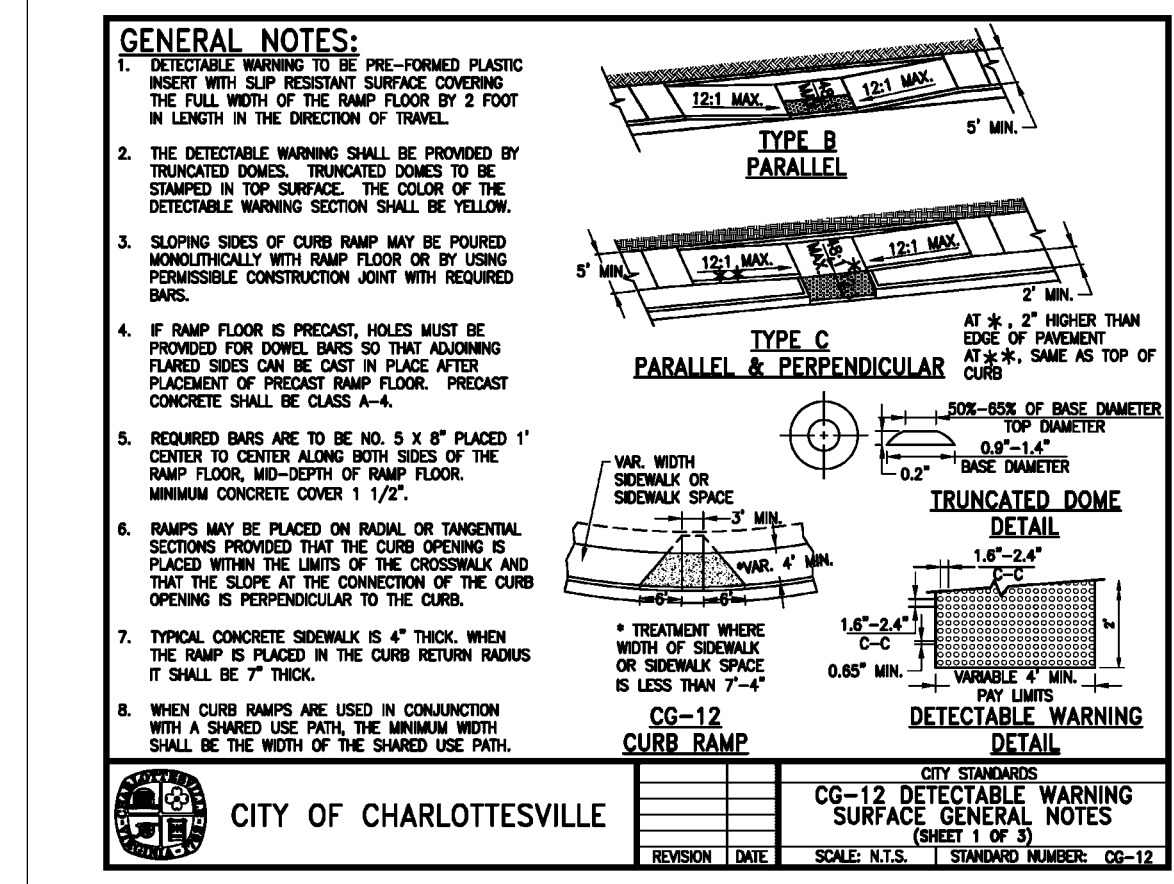 GENERAL NOTES:
1. DETECTABLE WARNING TO BE PRE-FORMED PLASTIC
INSERT WITH SLIP RESISTANT SURFACE COVERING
THE FULL WIDTH OF THE RAMP FLOOR BY 2 FOOT
IN LENGTH IN THE DIRECTION OF TRAVEL.
2. THE DETECTABLE WARNING SHALL BE PROVIDED BY
TRUNCATED DOMES. TRUNCATED DOMES TO BE
STAMPED IN TOP SURFACE. THE COLOR OF THE
DETECTABLE WARNING SECTION SHALL BE YELLOW.
3. SLOPING SIDES OF CURB RAMP MAY BE POURED
MONOLITHICALLY WITH RAMP FLOOR OR BY USING
PERMISSIBLE CONSTRUCTION JOINT WITH REQUIRED
BARS.
4. IF RAMP FLOOR IS PRECAST, HOLES MUST BE
PROVIDED FOR DOWEL BARS SO THAT ADJOINING
FLARED SIDES CAN BE CAST IN PLACE AFTER
PLACEMENT OF PRECAST RAMP FLOOR. PRECAST
CONCRETE SHALL BE CLASS A-4.
5. REQUIRED BARS ARE TO BE NO. 5 X 8" PLACED 1'
CENTER TO CENTER ALONG BOTH SIDES OF THE
RAMP FLOOR, MID-DEPTH OF RAMP FLOOR.
MINIMUM CONCRETE COVER 1 1/2".
6. RAMPS MAY BE PLACED ON RADIAL OR TANGENTIAL
SECTIONS PROVIDED THAT THE CURB OPENING IS
PLACED WITHIN THE LIMITS OF THE CROSSWALK AND
THAT THE SLOPE AT THE CONNECTION OF THE CURB
OPENING IS PERPENDICULAR TO THE CURB.
7. TYPICAL CONCRETE SIDEWALK IS 4" THICK. WHEN
THE RAMP IS PLACED IN THE CURB RETURN RADIUS
IT SHALL BE 7" THICK.
8. WHEN CURB RAMPS ARE USED IN CONJUNCTION
WITH A SHARED USE PATH, THE MINIMUM WIDTH
SHALL BE THE WIDTH OF THE SHARED USE PATH.
12:1 MAX.
12:1 MAX.
5' MIN.
TYPE B
PARALLEL
5' MIN.
12:1 MAX.
**
48:1
MAX.
*
12:1 MAX.
2' MIN.
TYPE C
PARALLEL & PERPENDICULAR
AT *, 2" HIGHER THAN
EDGE OF PAVEMENT
AT **, SAME AS TOP OF
CURB
50%-65% OF BASE DIAMETER
TOP DIAMETER
0.9"-1.4"
BASE DIAMETER
0.2"
TRUNCATED DOME
DETAIL
VAR. WIDTH
SIDEWALK OR
SIDEWALK SPACE
3' MIN.
*VAR. 4' MIN.
6'
6'
* TREATMENT WHERE
WIDTH OF SIDEWALK
OR SIDEWALK SPACE
IS LESS THAN 7'-4"
CG-12
CURB RAMP
1.6"-2.4"
C-C
1.6"-2.4"
C-C
0.65" MIN.
2'
VARIABLE 4' MIN.
PAY LIMITS
DETECTABLE WARNING
DETAIL
CHARLOTTESVILLE
VIRGINIA
CITY OF CHARLOTTESVILLE
REVISION DATE
CITY STANDARDS
CG-12 DETECTABLE WARNING
SURFACE GENERAL NOTES
(SHEET 1 OF 3)
SCALE: N.T.S. STANDARD NUMBER: CG-12